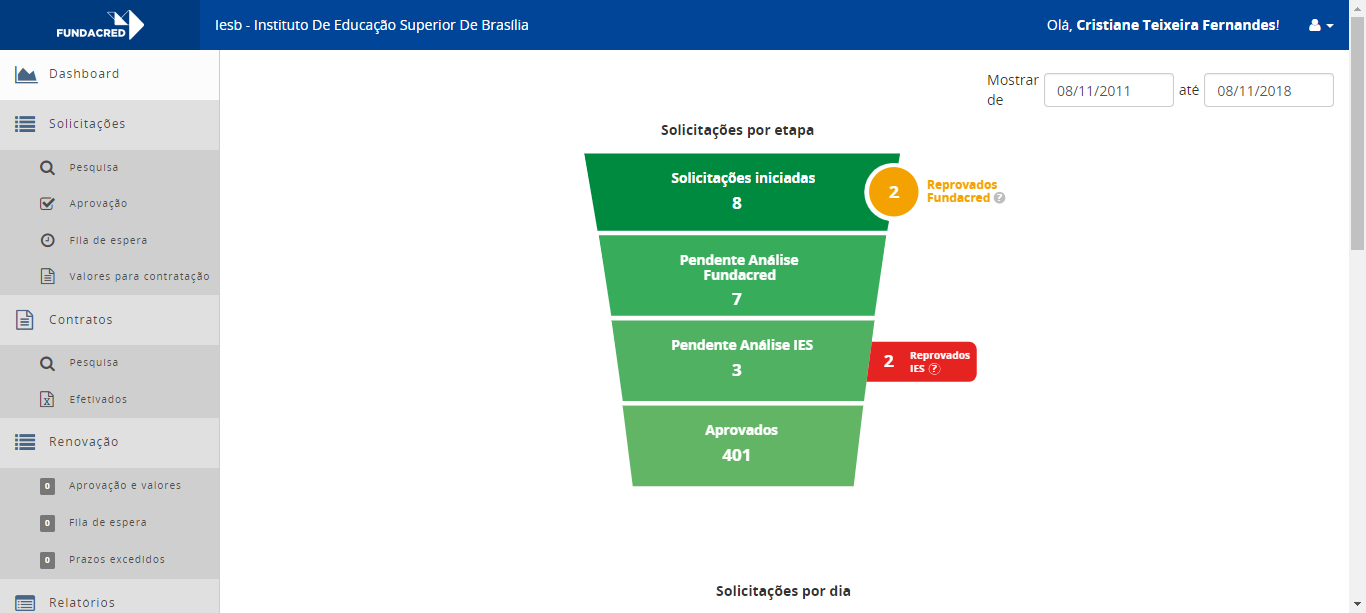 FUNDACRED
Iesb - Instituto De Educação Superior De Brasília
Olá, Cristiane Teixeira Fernandes!
Dashboard
Solicitações
Pesquisa
Aprovação
Fila de espera
Valores para contratação
Contratos
Pesquisa
Efetivados
Renovação
0 Aprovação e valores
0 Fila de espera
0 Prazos excedidos
Relatórios
Mostrar
de
08/11/2011 até 08/11/2018
Solicitações por etapa
Solicitações iniciadas
8
2
Reprovados
Fundacred ?
Pendente Análise
Fundacred
7
Pendente Análise IES
3
2
Reprovados
IES ?
Aprovados
401
Solicitações por dia